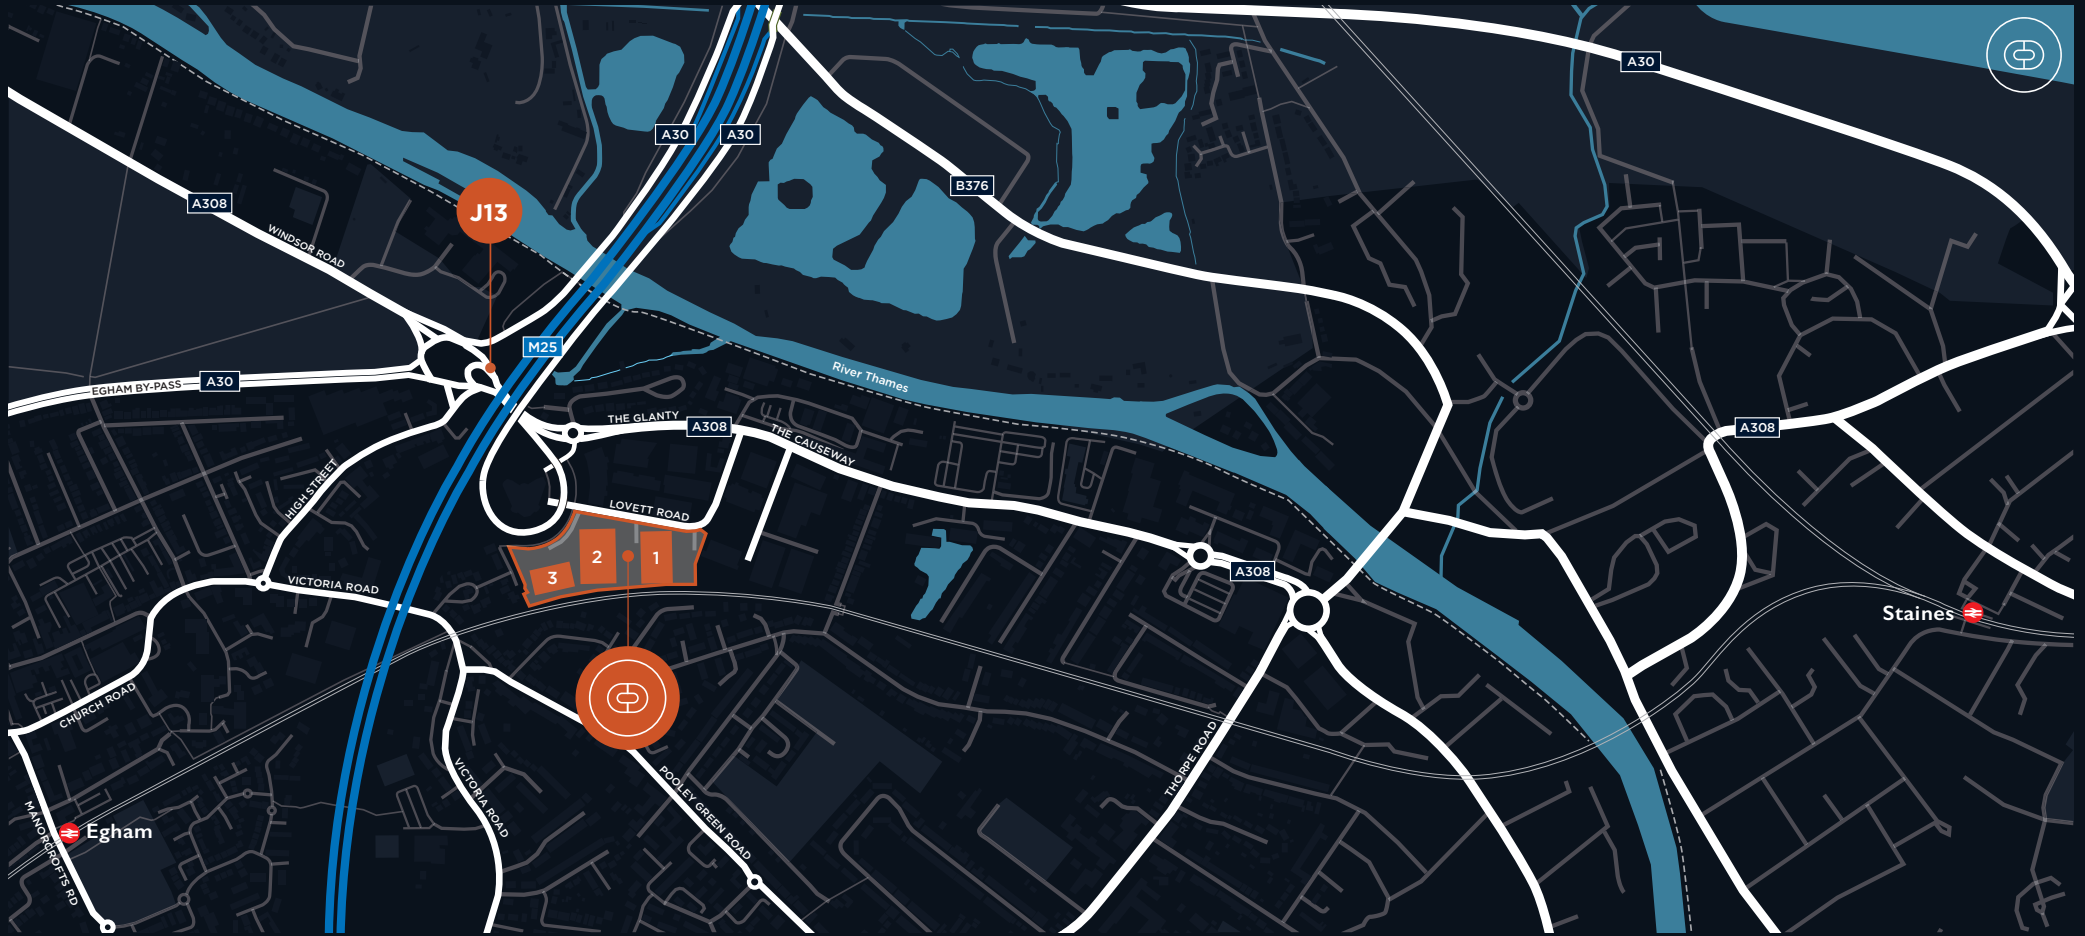 A30
A30
A30
B376
A308
J13
WINDSOR ROAD
M25
River Thames
EGHAM BY-PASS
A30
THE GLANTY
A308
THE CAUSEWAY
A308
HIGH STREET
LOVETT ROAD
2
1
3
A308
VICTORIA ROAD
Staines
CHURCH ROAD
THORPE ROAD
VICTORIA ROAD
POOLEY GREEN ROAD
MANORCROFTS RD
Egham